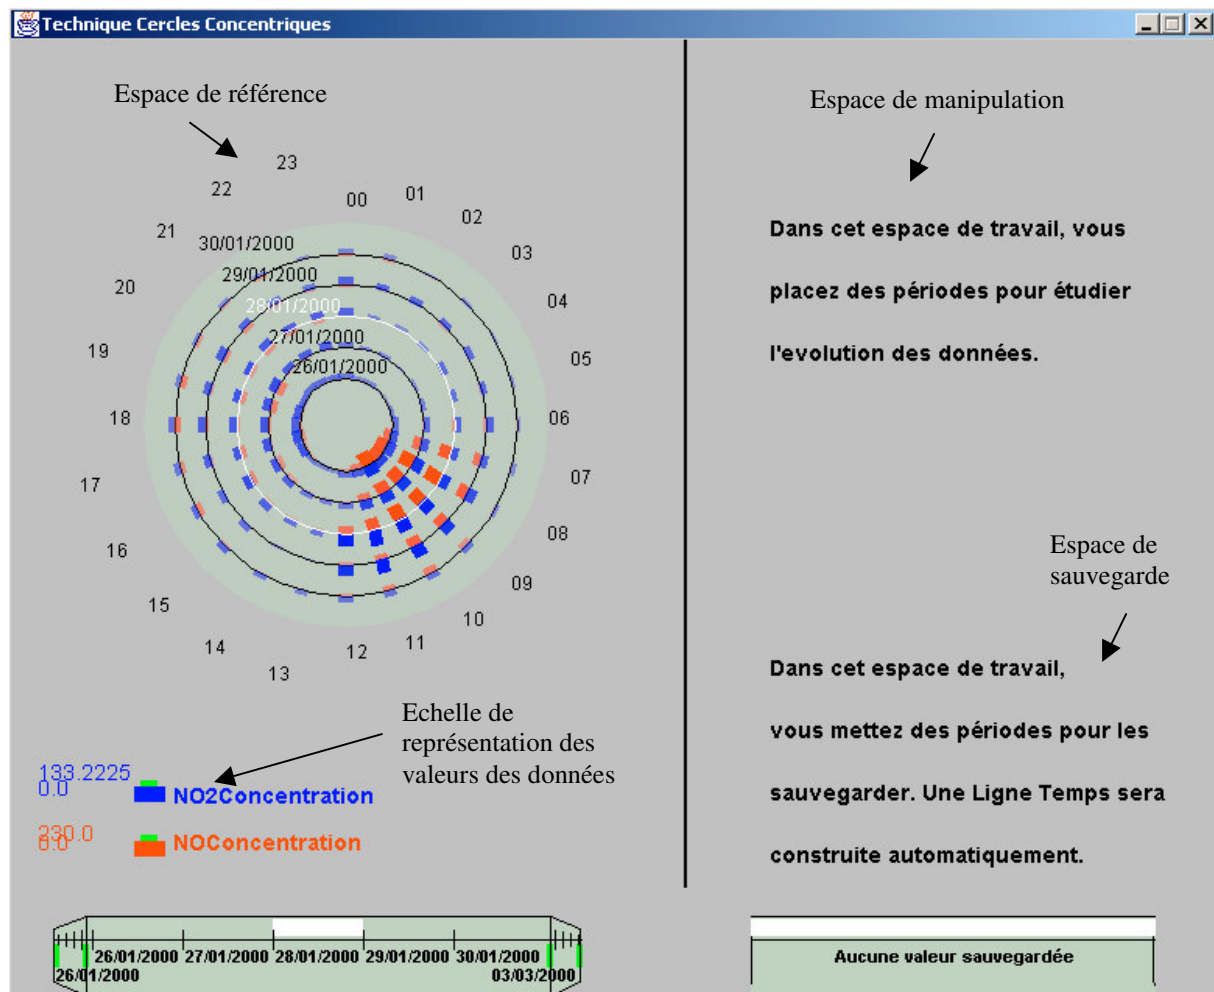 Technique Cercles Concentriques
Espace de référence
23
22
00
01
21
02
30/01/2000
03
29/01/2000
20
04
28/01/2000
27/01/2000
19
05
26/01/2000
18
06
17
07
16
08
15
09
14
10
13
12
11
Echelle de
représentation des
valeurs des données
133.2225
0.0
NO2Concentration
230.0
0.0
NOConcentration
26/01/2000 27/01/2000 28/01/2000 29/01/2000 30/01/2000
26/01/2000
03/03/2000
Espace de manipulation
Dans cet espace de travail, vous
placez des périodes pour étudier
l'evolution des données.
Espace de
sauvegarde
Dans cet espace de travail,
vous mettez des périodes pour les
sauvegarder. Une Ligne Temps sera
construite automatiquement.
Aucune valeur sauvegardée